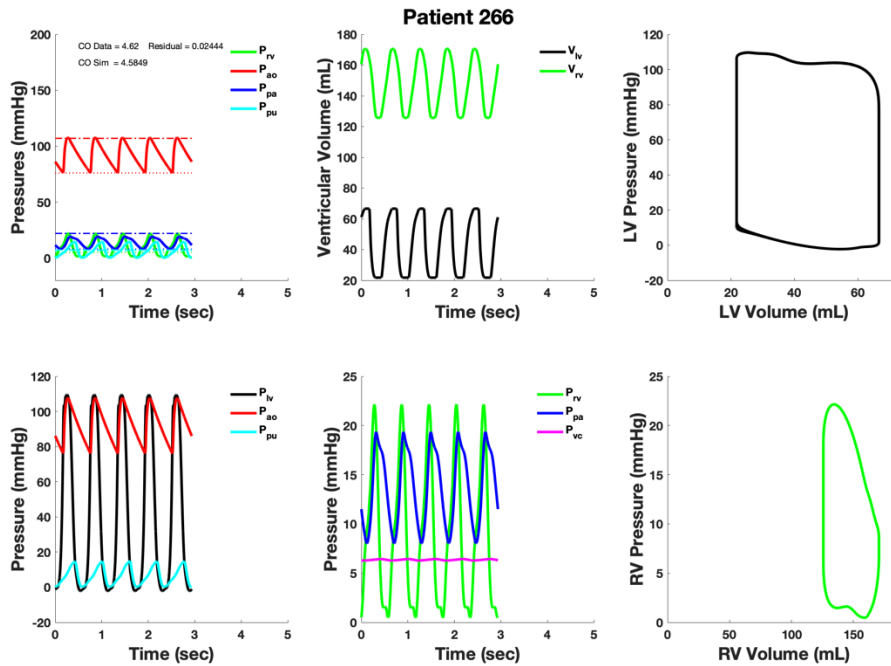 Patient 266
CO Data = 4.62 Residual = 0.02444
CO Sim = 4.5849
P_rv
P_ao
P_pa
P_pu
Pressures (mmHg)
200
150
100
50
0
0 1 2 3 4 5
Time (sec)
V_lv
V_rv
Ventricular Volume (mL)
180
160
140
120
100
80
60
40
20
0 1 2 3 4 5
Time (sec)
LV Pressure (mmHg)
120
100
80
60
40
20
0
-20
0 20 40 60
LV Volume (mL)
P_lv
P_ao
P_pu
Pressure (mmHg)
120
100
80
60
40
20
0
-20
0 1 2 3 4 5
Time (sec)
P_rv
P_pa
P_vc
Pressure (mmHg)
25
20
15
10
5
0
0 1 2 3 4 5
Time (sec)
RV Pressure (mmHg)
25
20
15
10
5
0
0 50 100 150
RV Volume (mL)